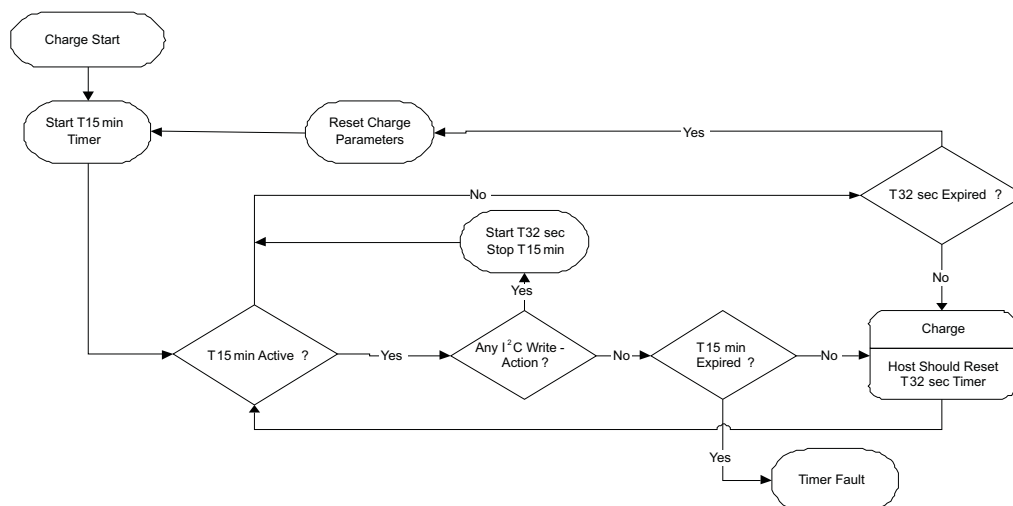 Charge Start
Start T15 min
Timer
Reset Charge
Parameters
Yes
No
T32 sec Expired ?
Start T32 sec
Stop T15 min
Yes
No
T15 min Active ?
Yes
Any I²C Write -
Action ?
No
T15 min
Expired ?
No
Charge
Host Should Reset
T32 sec Timer
Yes
Timer Fault